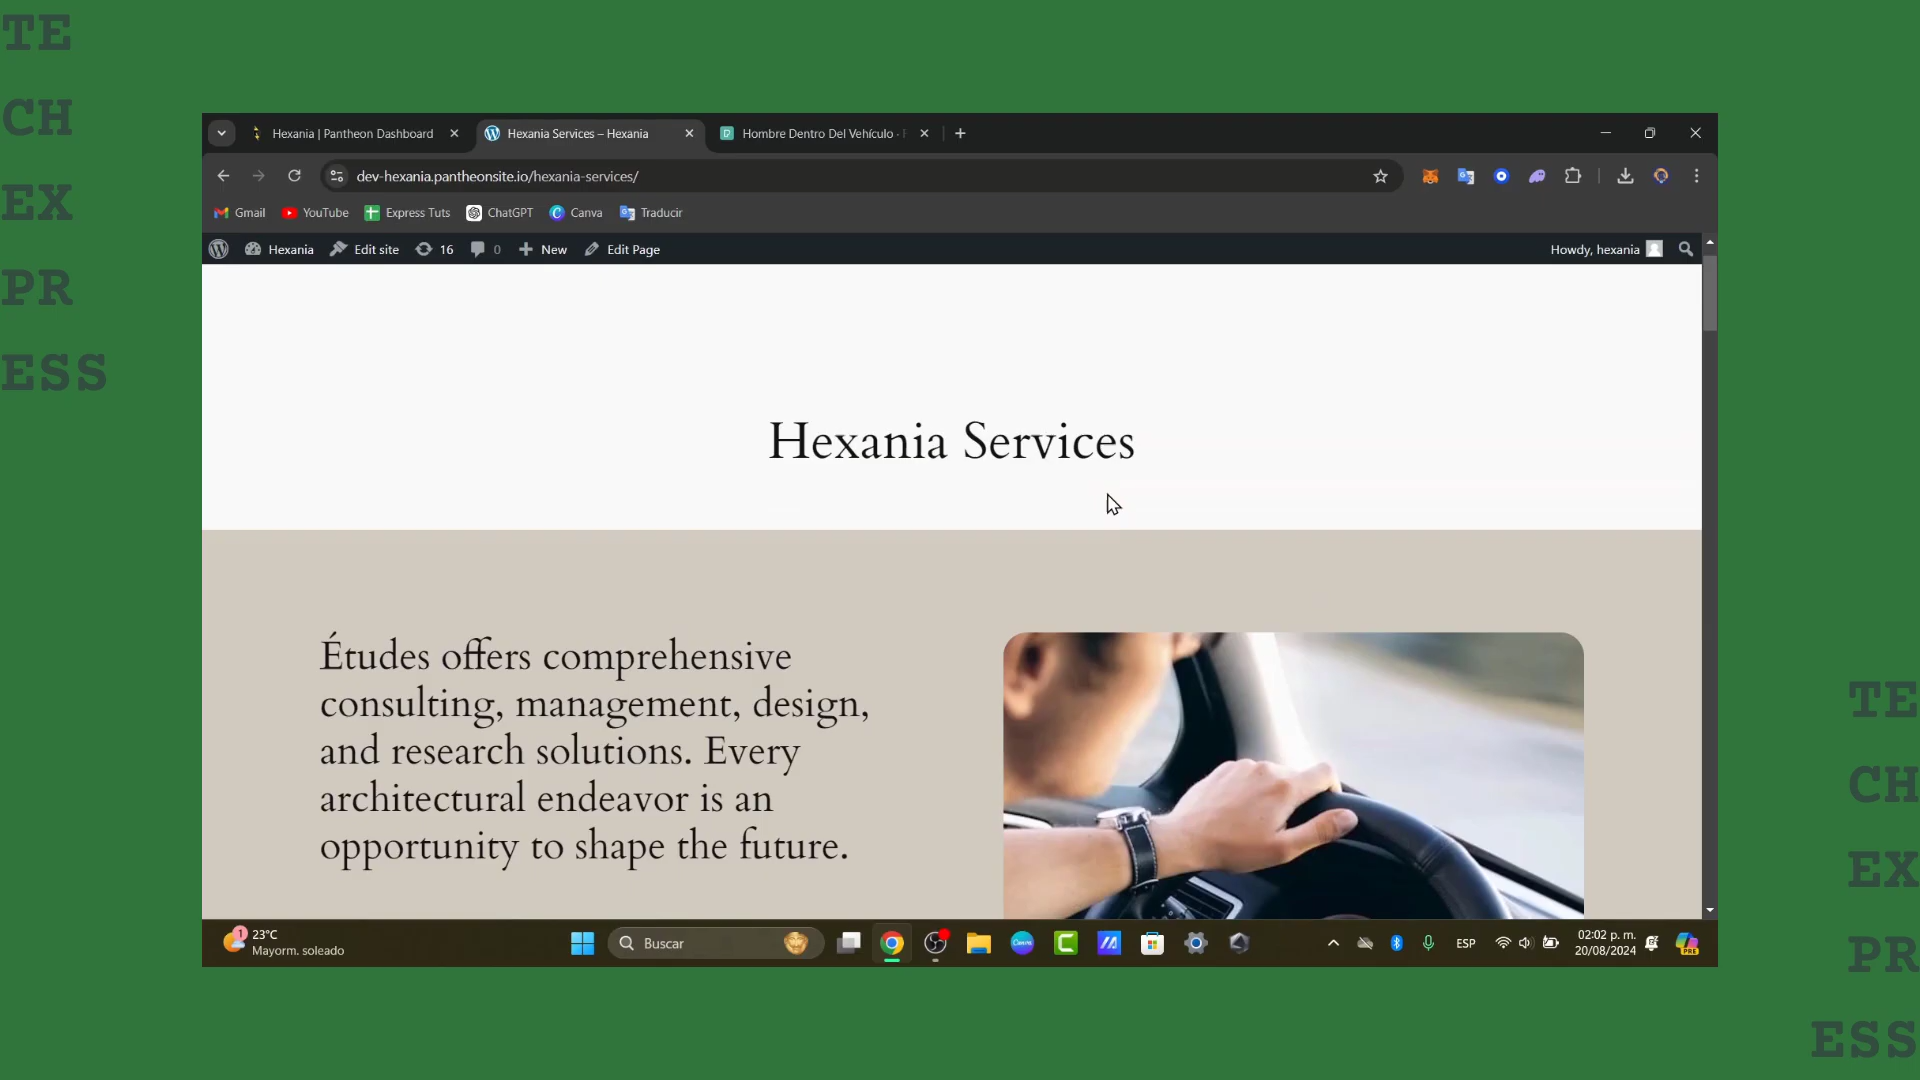 TE
CH
EX
PR
ESS
Hexania | Pantheon Dashboard
Hexania Services – Hexania
Hombre Dentro Del Vehículo ·
dev-hexania.pantheonsite.io/hexania-services/
Gmail
YouTube
Express Tuts
ChatGPT
Canva
Traducir
Hexania
Edit site
16
0
New
Edit Page
Howdy, hexania
Hexania Services
Études offers comprehensive
consulting, management, design,
and research solutions. Every
architectural endeavor is an
opportunity to shape the future.
1
23°C
Mayorm. soleado
Buscar
Canva
ESP
02:02 p. m.
20/08/2024
PRE
TE
CH
EX
PR
ESS